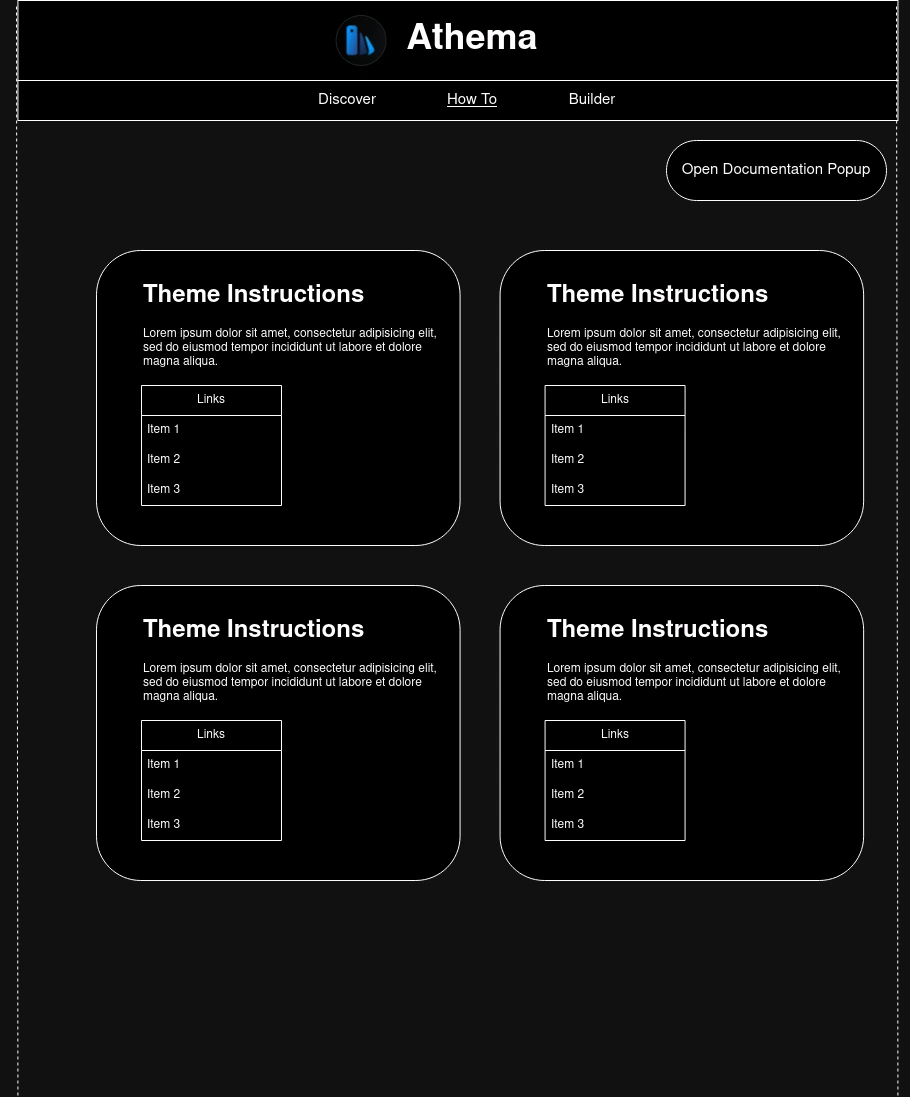 Athema
Discover
How To
Builder
Open Documentation Popup
Theme Instructions
Lorem ipsum dolor sit amet, consectetur adipisicing elit,
sed do eiusmod tempor incididunt ut labore et dolore
magna aliqua.
Links
Item 1
Item 2
Item 3
Theme Instructions
Lorem ipsum dolor sit amet, consectetur adipisicing elit,
sed do eiusmod tempor incididunt ut labore et dolore
magna aliqua.
Links
Item 1
Item 2
Item 3
Theme Instructions
Lorem ipsum dolor sit amet, consectetur adipisicing elit,
sed do eiusmod tempor incididunt ut labore et dolore
magna aliqua.
Links
Item 1
Item 2
Item 3
Theme Instructions
Lorem ipsum dolor sit amet, consectetur adipisicing elit,
sed do eiusmod tempor incididunt ut labore et dolore
magna aliqua.
Links
Item 1
Item 2
Item 3